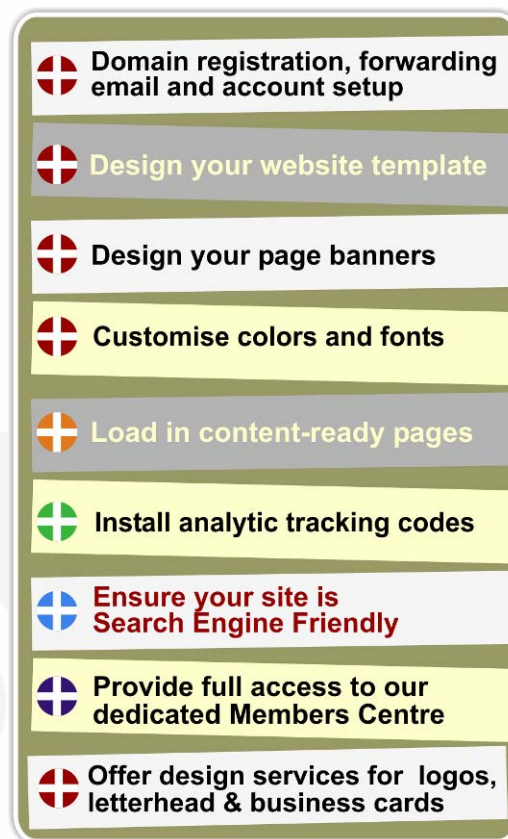 Domain registration, forwarding
email and account setup
Design your website template
Design your page banners
Customise colors and fonts
Load in content-ready pages
Install analytic tracking codes
Ensure your site is
Search Engine Friendly
Provide full access to our
dedicated Members Centre
Offer design services for logos,
letterhead & business cards